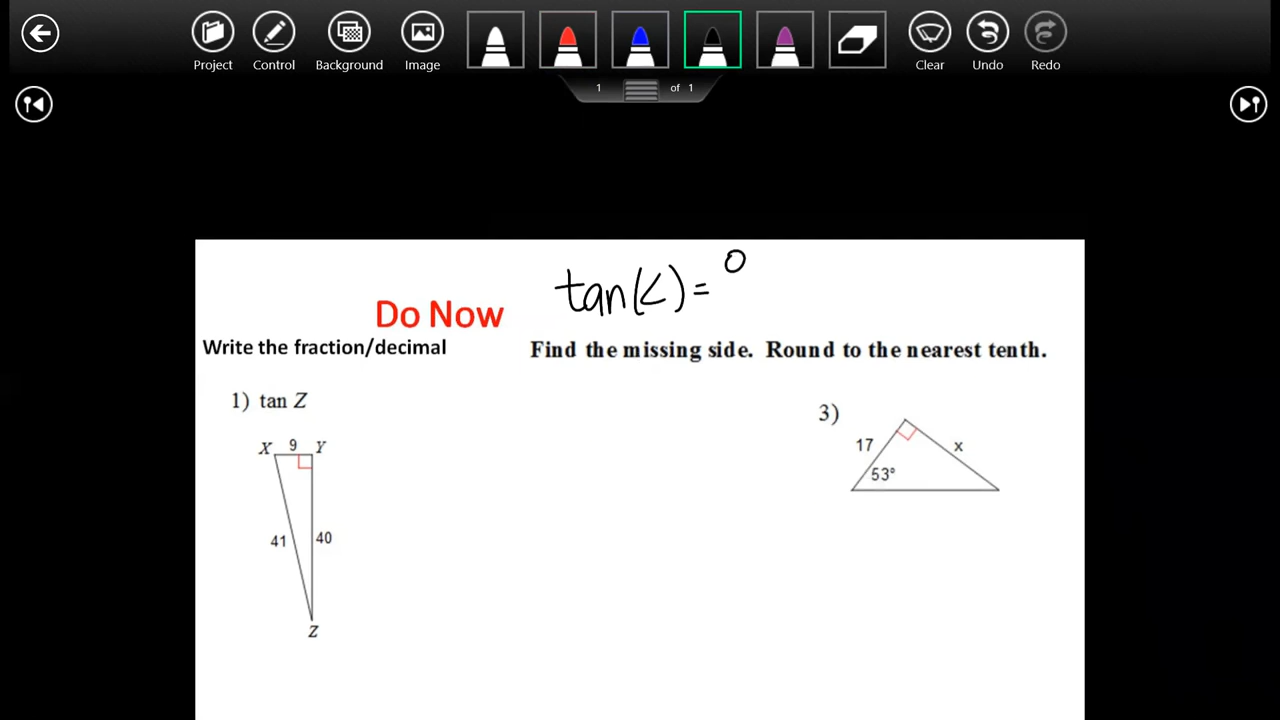 Project Control Background Image Clear Undo Redo
1 of 1
tan(<) = o
Do Now
Write the fraction/decimal
Find the missing side. Round to the nearest tenth.
1) tan Z
X 9 Y
41 40
Z
3)
17 x
53°